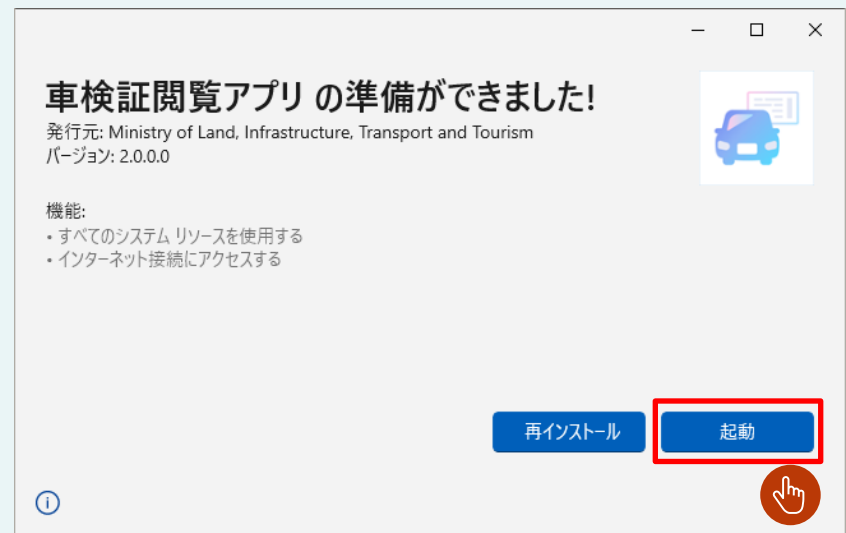 車検証閲覧アプリ の準備ができました!
発行元: Ministry of Land, Infrastructure, Transport and Tourism
バージョン: 2.0.0.0
機能:
• すべてのシステム リソースを使用する
• インターネット接続にアクセスする
再インストール
起動